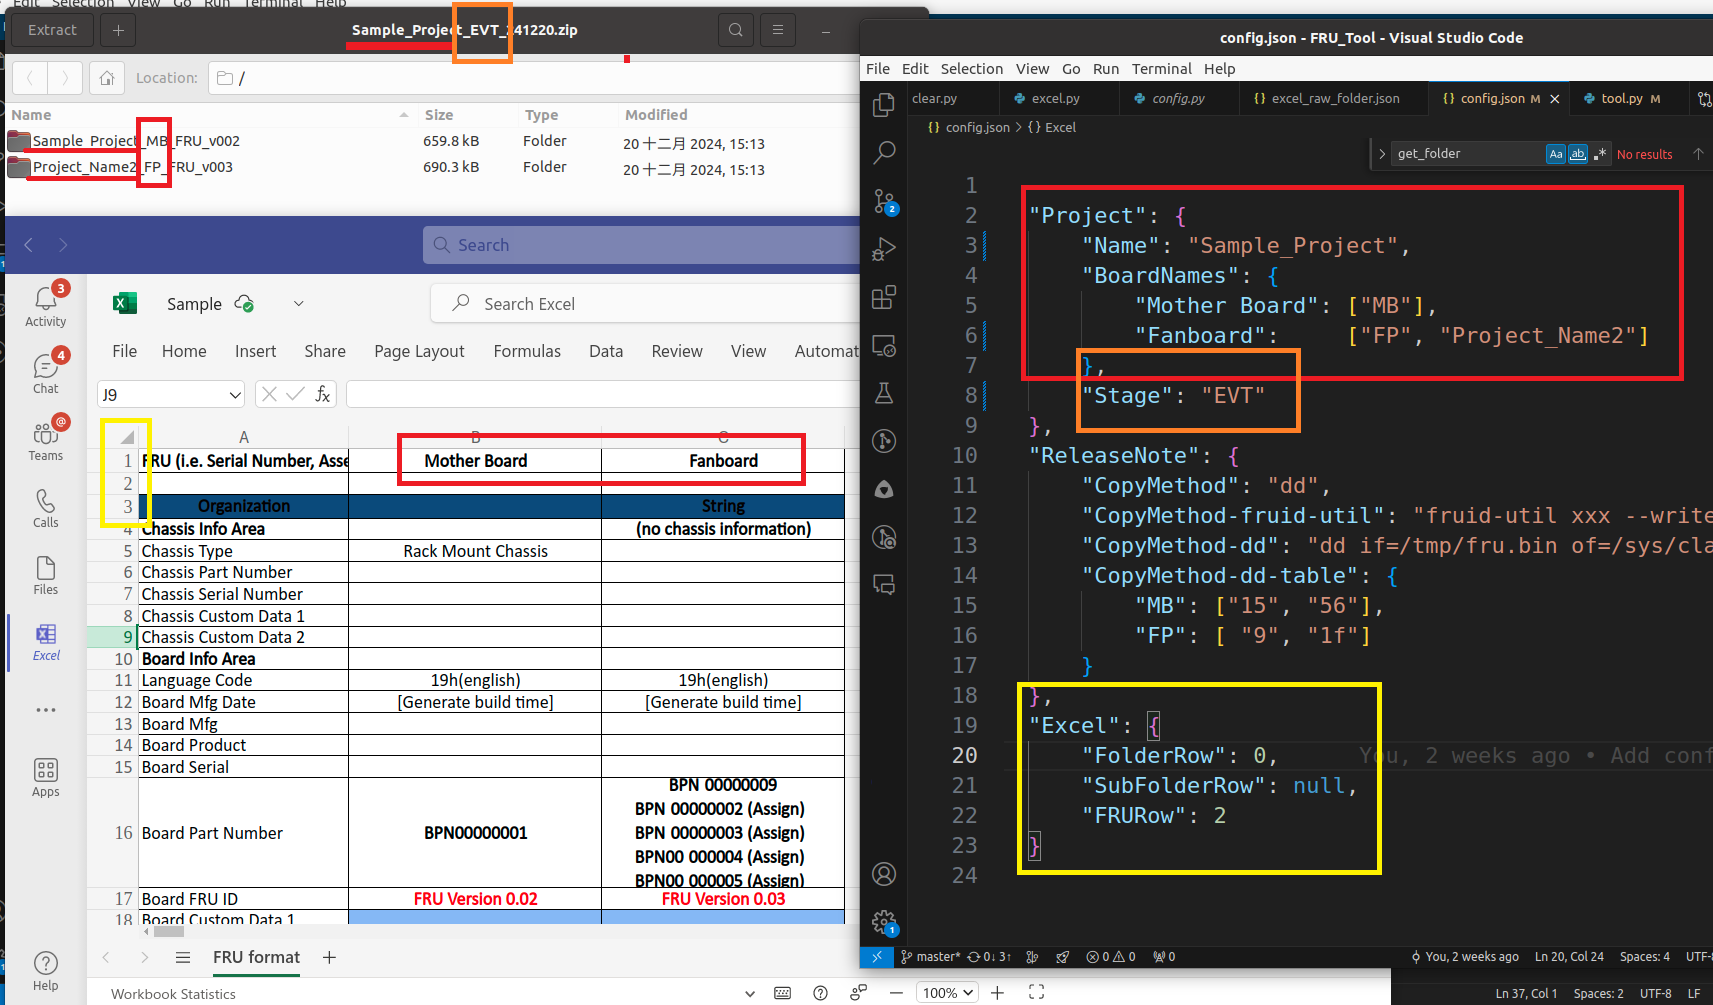 Edit Selection View Go Run Terminal Help
Extract
+
Sample_Project_EVT_241220.zip
Location:
/
Name Size Type Modified
Sample_Project_MB_FRU_v002 659.8 kB Folder 20 十二月 2024, 15:13
Project_Name2_FP_FRU_v003 690.3 kB Folder 20 十二月 2024, 15:13
Search
Activity
3
Chat
4
Teams
@
Calls
Files
Excel
Apps
Help
Sample
Search Excel
File Home Insert Share Page Layout Formulas Data Review View Automat
J9
fx
A B C
1 FRU (i.e. Serial Number, Asse Mother Board Fanboard
2
3 Organization String
4 Chassis Info Area (no chassis information)
5 Chassis Type Rack Mount Chassis
6 Chassis Part Number
7 Chassis Serial Number
8 Chassis Custom Data 1
9 Chassis Custom Data 2
10 Board Info Area
11 Language Code 19h(english) 19h(english)
12 Board Mfg Date [Generate build time] [Generate build time]
13 Board Mfg
14 Board Product
15 Board Serial
16 Board Part Number BPN00000001
BPN 00000009
BPN 00000002 (Assign)
BPN 00000003 (Assign)
BPN00 000004 (Assign)
BPN00 000005 (Assign)
17 Board FRU ID FRU Version 0.02 FRU Version 0.03
18 Board Custom Data 1
FRU format
+
Workbook Statistics
100%
config.json - FRU_Tool - Visual Studio Code
File Edit Selection View Go Run Terminal Help
clear.py excel.py config.py {} excel_raw_folder.json {} config.json M tool.py M
{} config.json > {} Excel
get_folder Aa ab .* No results
2
1
1
2 "Project": {
3 "Name": "Sample_Project",
4 "BoardNames": {
5 "Mother Board": ["MB"],
6 "Fanboard": ["FP", "Project_Name2"]
7 },
8 "Stage": "EVT"
9 },
10 "ReleaseNote": {
11 "CopyMethod": "dd",
12 "CopyMethod-fruid-util": "fruid-util xxx --write
13 "CopyMethod-dd": "dd if=/tmp/fru.bin of=/sys/cla
14 "CopyMethod-dd-table": {
15 "MB": ["15", "56"],
16 "FP": [ "9", "1f"]
17 }
18 },
19 "Excel": {
20 "FolderRow": 0, You, 2 weeks ago • Add conf
21 "SubFolderRow": null,
22 "FRURow": 2
23 }
24
master* 0↓ 3↑ 0 0 0 You, 2 weeks ago Ln 20, Col 24 Spaces: 4 UTF-8
Ln 37, Col 1 Spaces: 2 UTF-8 LF